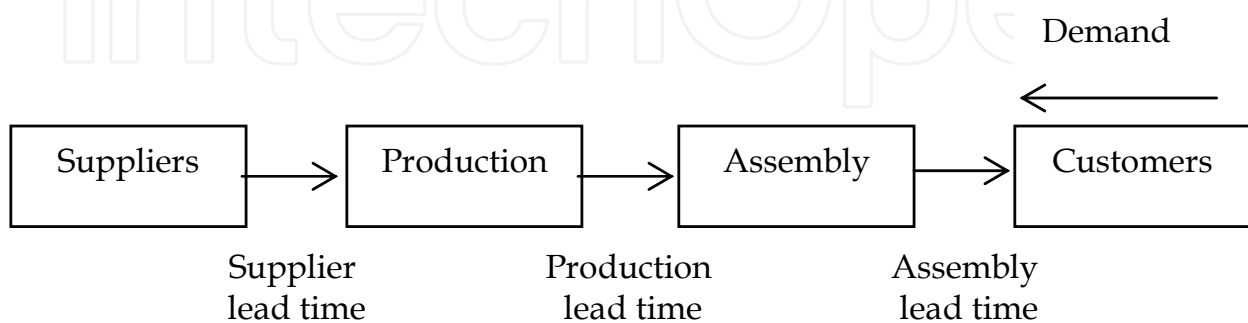 Demand
Suppliers
Production
Assembly
Customers
Supplier
lead time
Production
lead time
Assembly
lead time